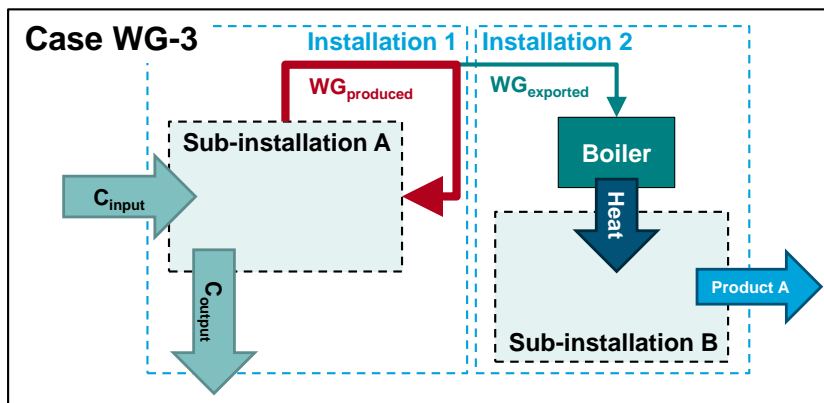 Case WG-3
Installation 1
Installation 2
WGproduced
WGexported
Sub-installation A
Boiler
Cinput
Heat
Coutput
Product A
Sub-installation B